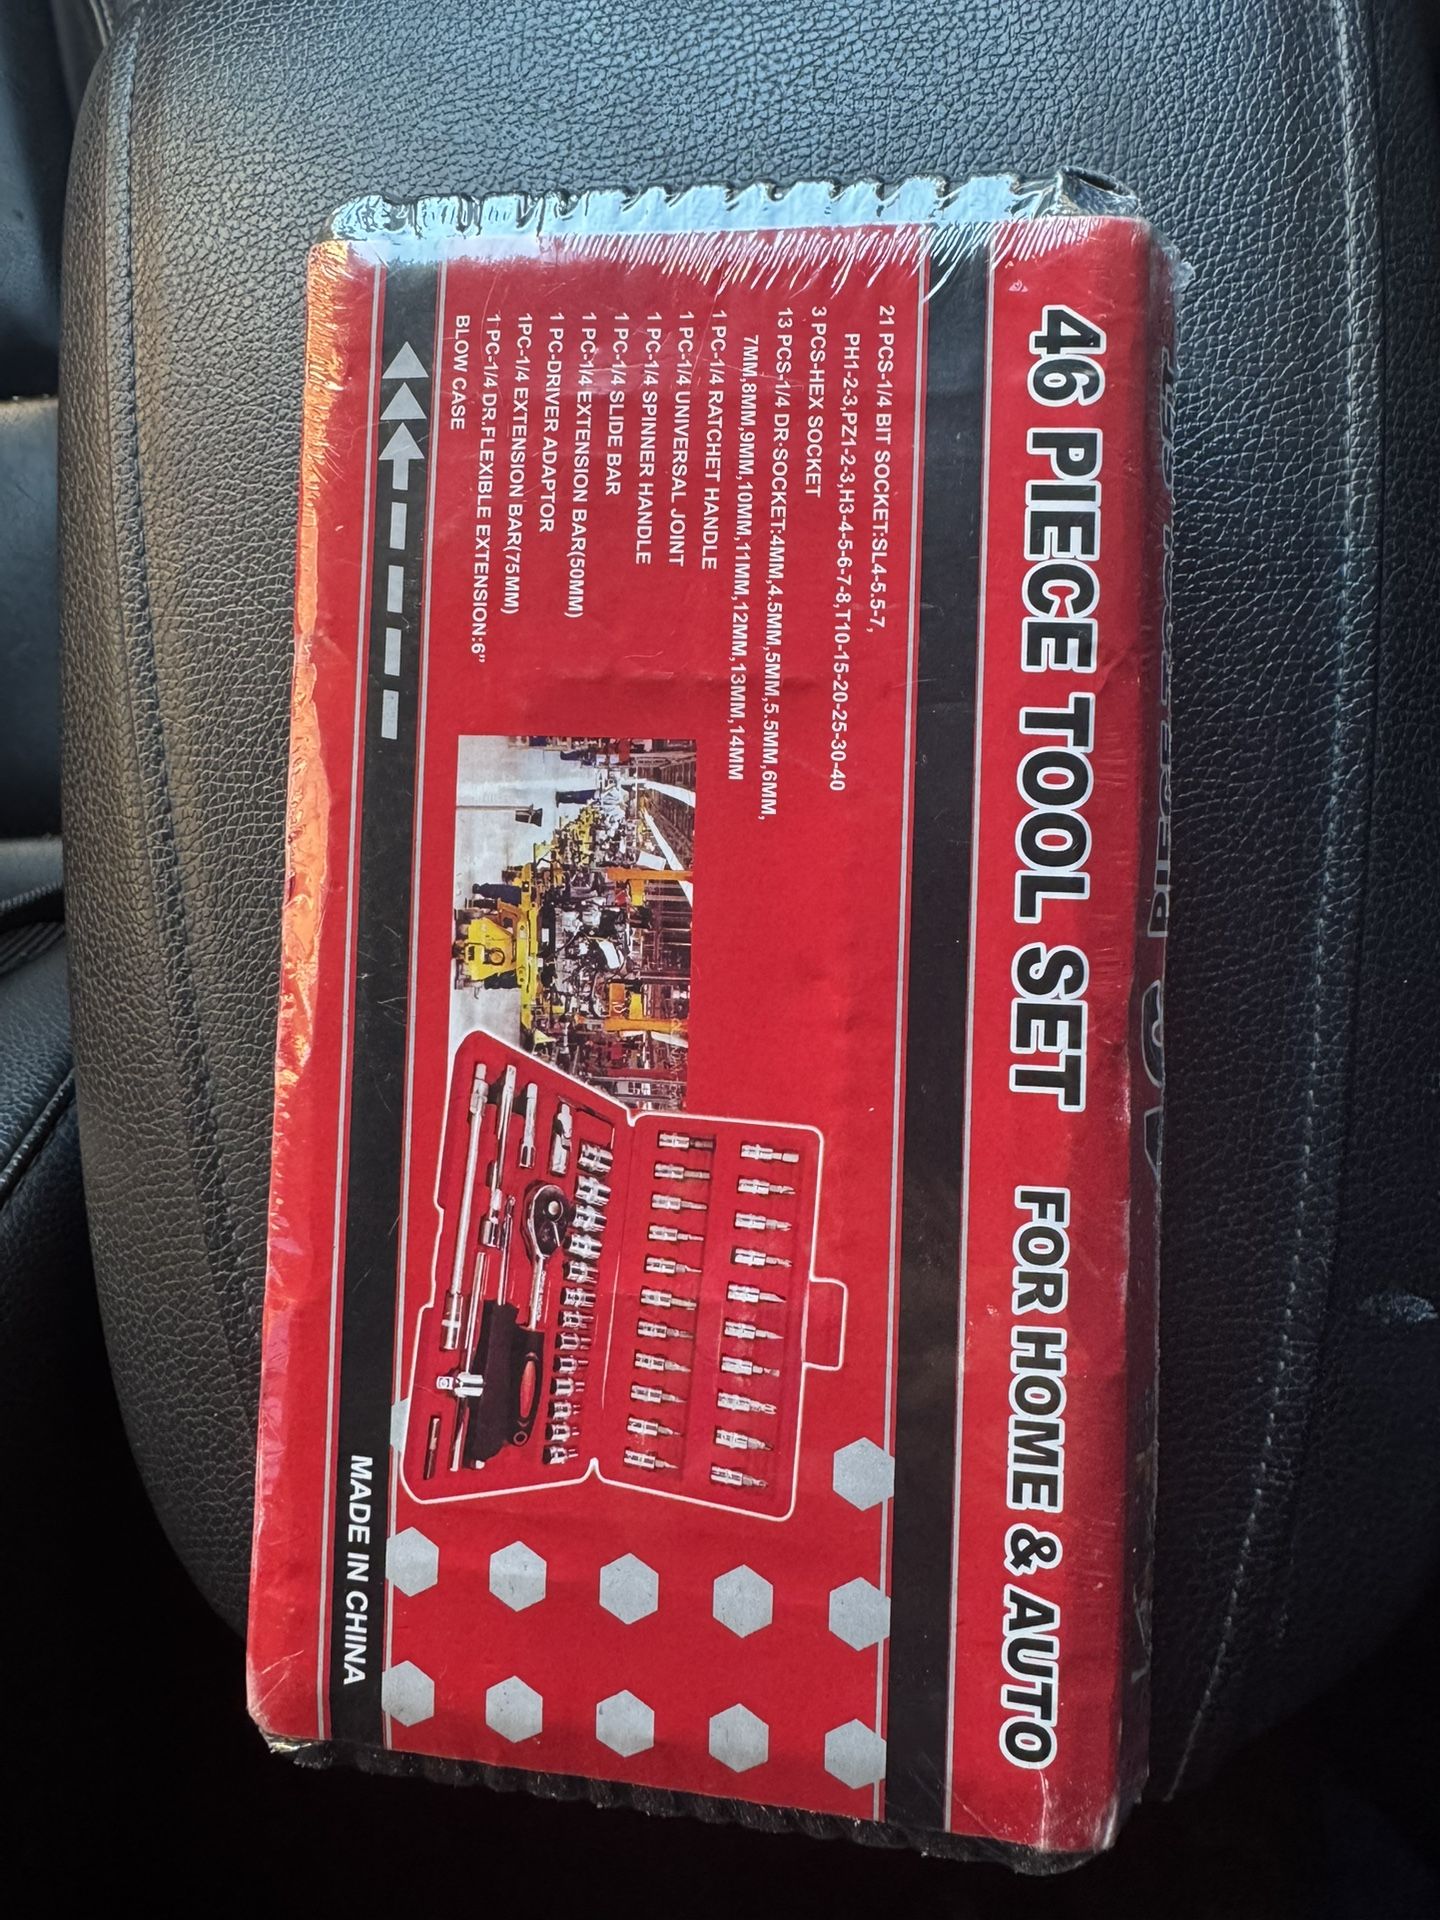 46 PIECE TOOL SET FOR HOME & AUTO
21 PCS-1/4 BIT SOCKET:SL4-5.5-7,
PH1-2-3,PZ1-2-3,H3-4-5-6-7-8,T10-15-20-25-30-40
3 PCS-HEX SOCKET
13 PCS-1/4 DR·SOCKET:4MM,4.5MM,5MM,5.5MM,6MM,
7MM,8MM,9MM,10MM,11MM,12MM,13MM,14MM
1 PC-1/4 RATCHET HANDLE
1 PC-1/4 UNIVERSAL JOINT
1 PC-1/4 SPINNER HANDLE
1 PC-1/4 SLIDE BAR
1 PC-1/4 EXTENSION BAR(50MM)
1 PC-DRIVER ADAPTOR
1PC-1/4 EXTENSION BAR(75MM)
1 PC-1/4 DR.FLEXIBLE EXTENSION:6"
BLOW CASE
MADE IN CHINA